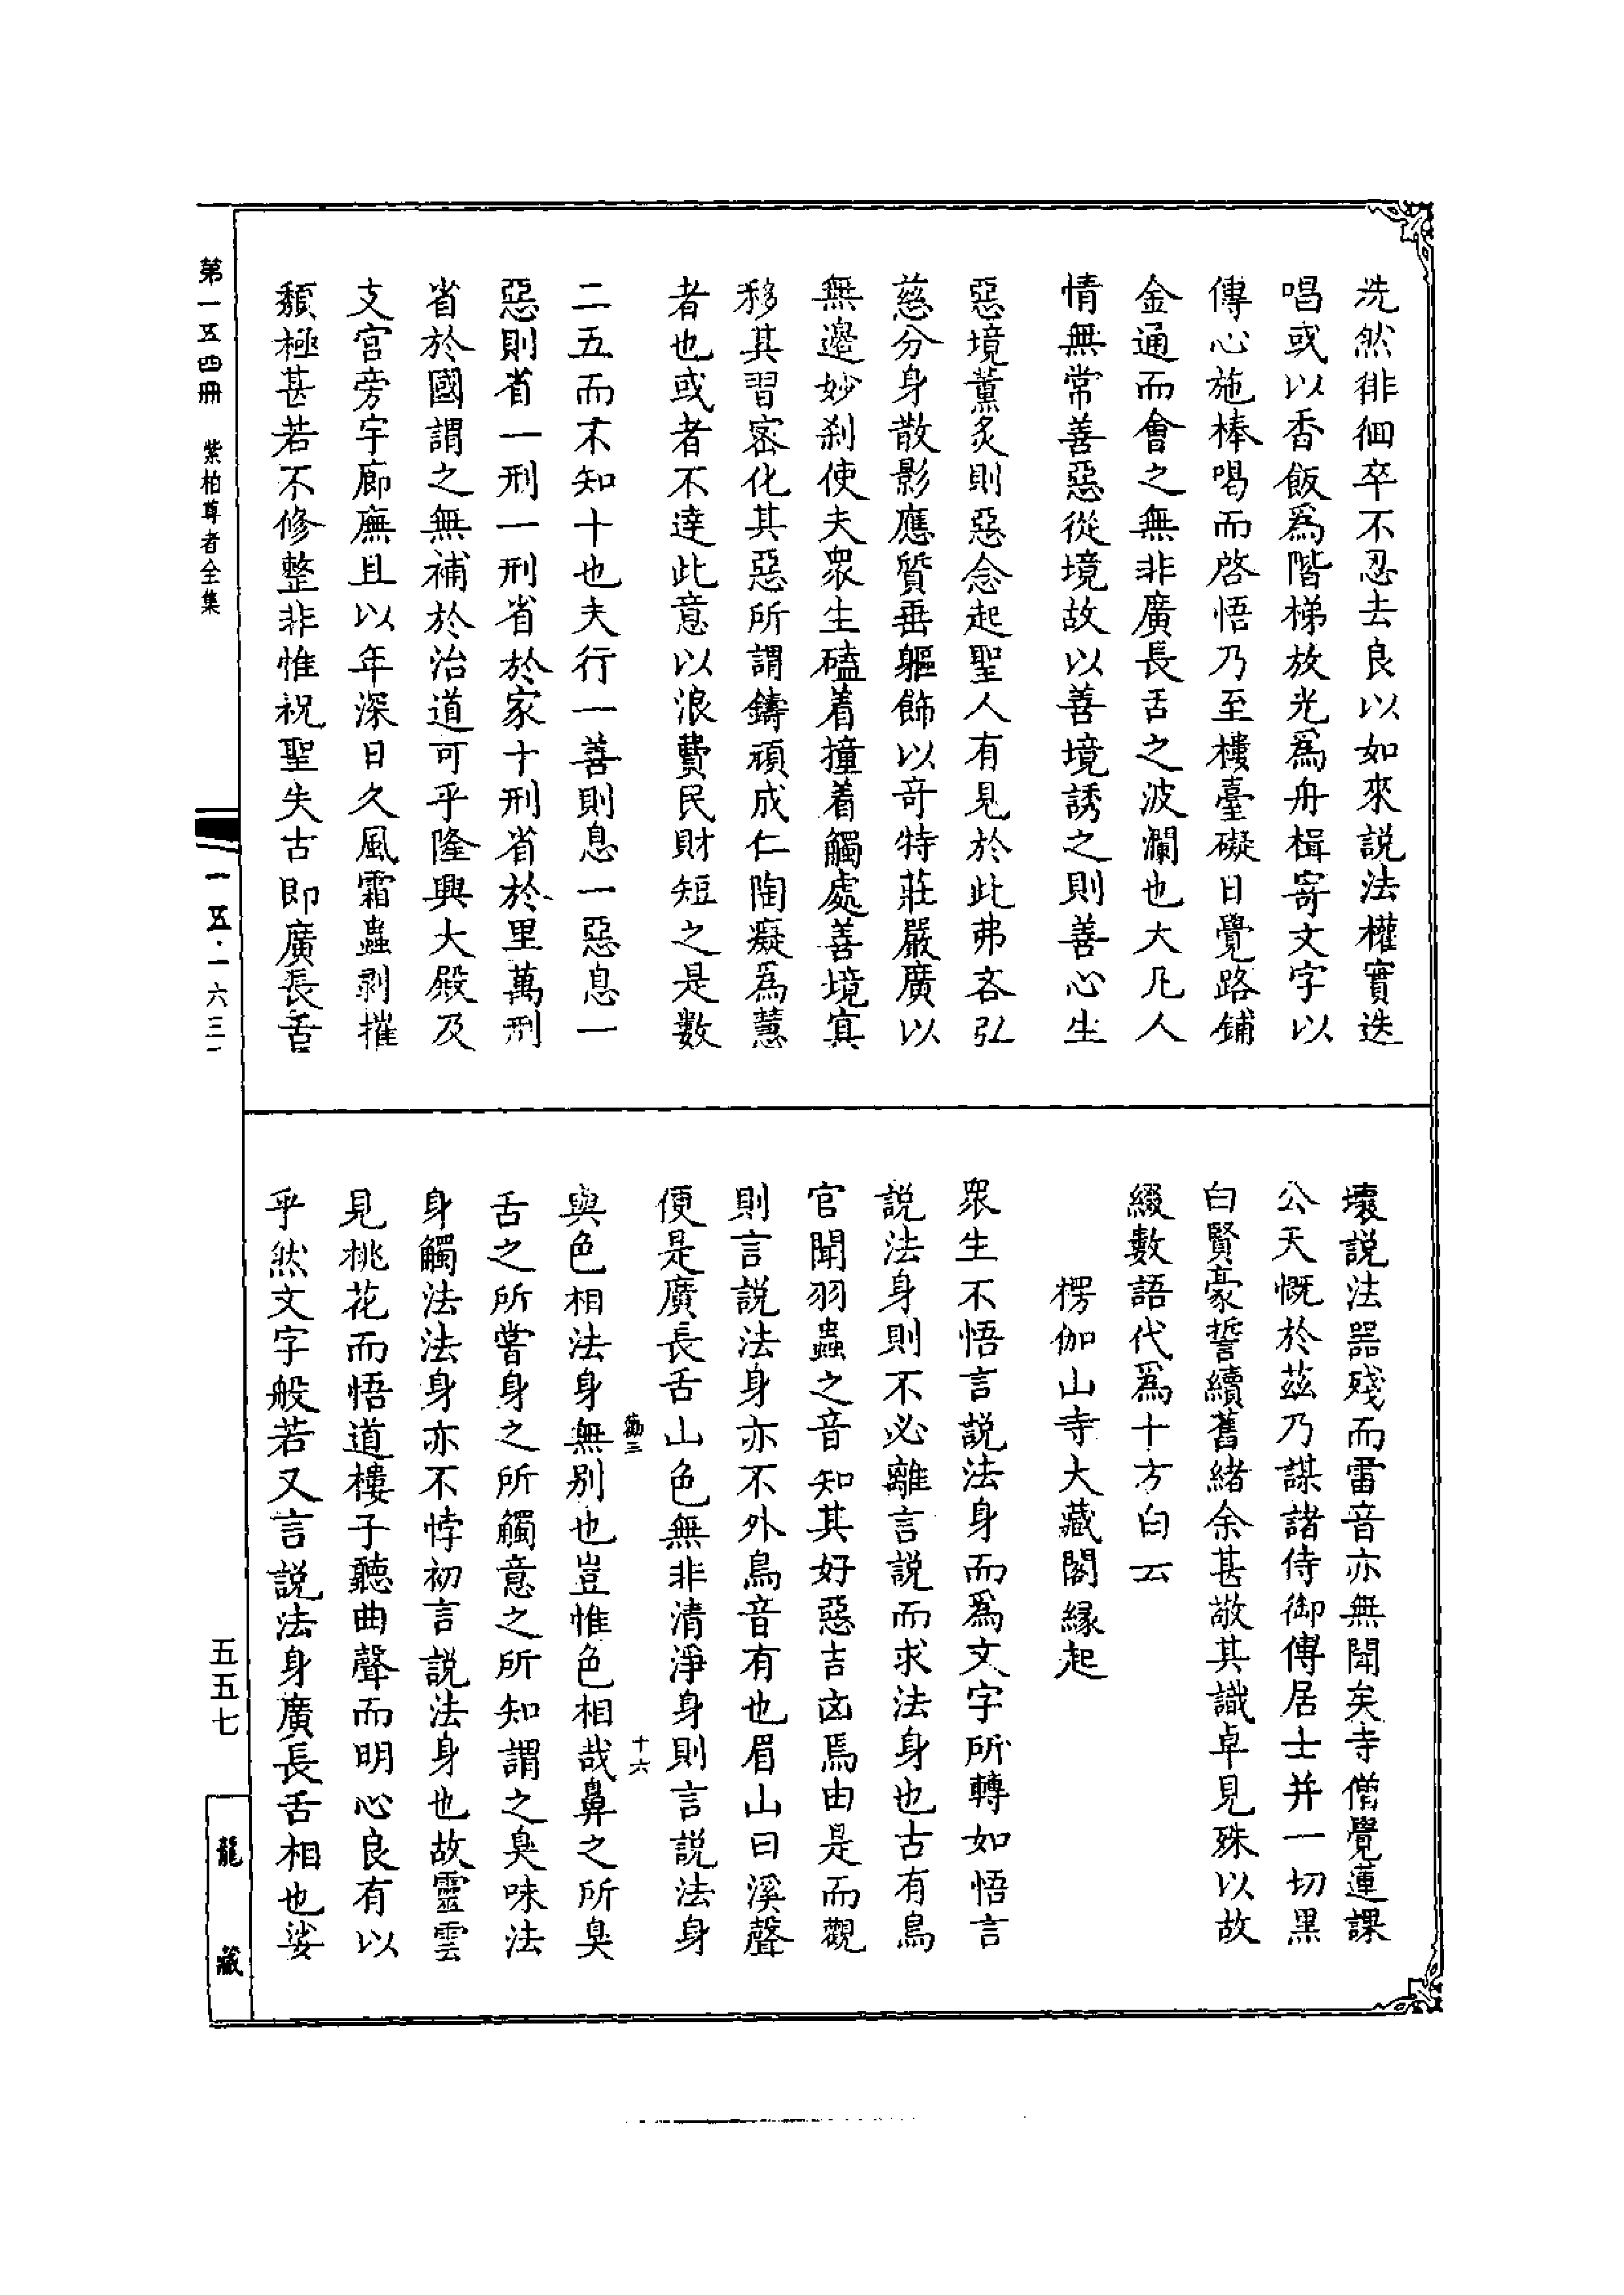 洗然徘徊卒不忍去良以如來説法權實迭
唱或以香飯爲階梯放光爲舟楫寄文字以
傳心施棒喝而啓悟乃至樓臺礙日覺路鋪
金通而會之無非廣長舌之波瀾也大凡人
情無常善惡從境故以善境誘之則善心生
惡境薰炙則惡念起聖人有見於此弗吝弘
慈分身散影應質垂軀飾以奇特莊嚴廣以
無邊妙刹使夫眾生磕着撞着觸處善境寘
移其習密化其惡所謂鑄頑成仁陶癡爲慧
者也或者不達此意以浪費民財短之是數
二五而不知十也夫行一善則息一惡息一
惡則省一刑一刑省於家十刑省於里萬刑
省於國謂之無補於治道可乎隆興大殿及
支宮旁宇廊廡且以年深日久風霜蟲剥摧
頽極甚若不修整非惟祝聖失古即廣長舌
壞説法器殘而雷音亦無聞矣寺僧覺蓮課
公天慨於茲乃謀諸侍御傳居士并一切黑
白賢豪誓續舊緒余甚敬其識卓見殊以故
綴數語代爲十方白云
楞伽山寺大藏閣緣起
眾生不悟言説法身而爲文字所轉如悟言
説法身則不必離言説而求法身也古有鳥
官聞羽蟲之音知其好惡吉凶焉由是而觀
則言説法身亦不外鳥音有也眉山曰溪聲
便是廣長舌山色無非清淨身則言説法身
與色相法身無别也豈惟色相哉鼻之所臭
舌之所嘗身之所觸意之所知謂之臭味法
身觸法法身亦不悖初言説法身也故靈雲
見桃花而悟道樓子聽曲聲而明心良有以
乎然文字般若又言説法身廣長舌相也娑
勸三
十六
第一五四冊 紫柏尊者全集
一五·一六三一
五五七
龍藏